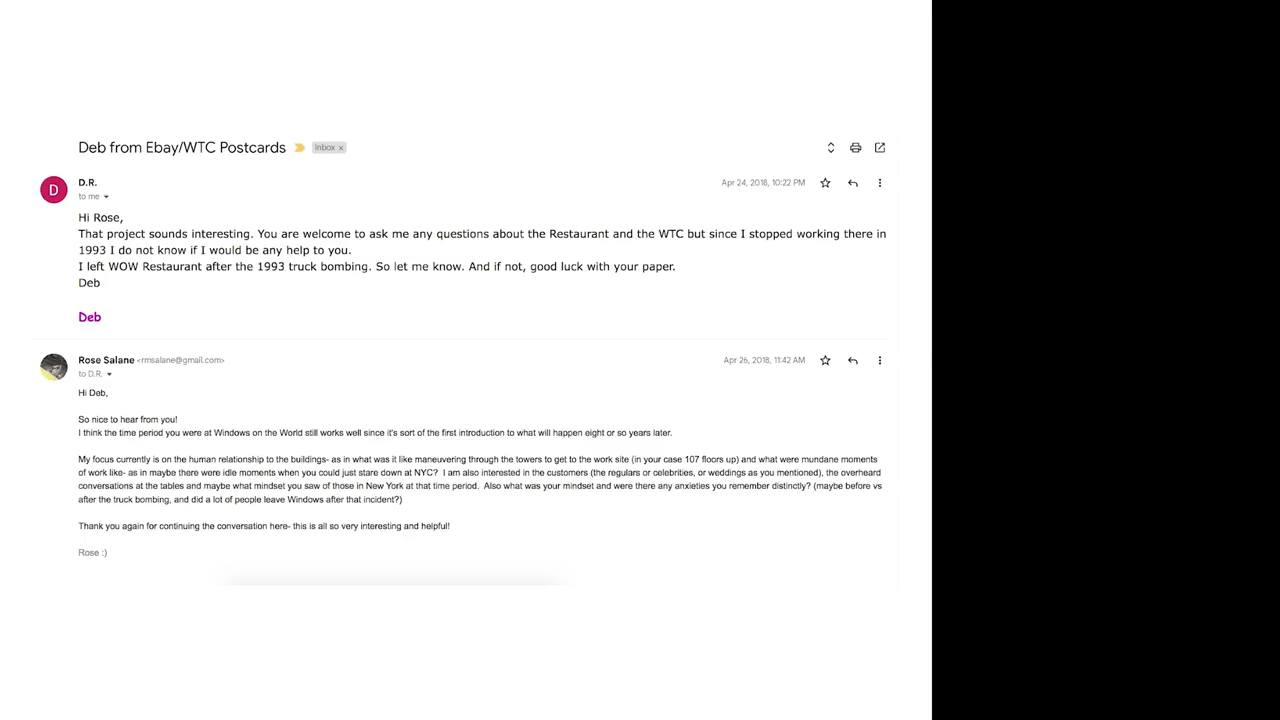 Deb from Ebay/WTC Postcards Inbox x
D
D.R.
Apr 24, 2018, 10:22 PM
to me
Hi Rose,
That project sounds interesting. You are welcome to ask me any questions about the Restaurant and the WTC but since I stopped working there in
1993 I do not know if I would be any help to you.
I left WOW Restaurant after the 1993 truck bombing. So let me know. And if not, good luck with your paper.
Deb
Deb
Rose Salane <rmsalane@gmail.com>
Apr 26, 2018, 11:42 AM
to D.R.
Hi Deb,
So nice to hear from you!
I think the time period you were at Windows on the World still works well since it's sort of the first introduction to what will happen eight or so years later.
My focus currently is on the human relationship to the buildings- as in what was it like maneuvering through the towers to get to the work site (in your case 107 floors up) and what were mundane moments
of work like- as in maybe there were idle moments when you could just stare down at NYC? I am also interested in the customers (the regulars or celebrities, or weddings as you mentioned), the overheard
conversations at the tables and maybe what mindset you saw of those in New York at that time period. Also what was your mindset and were there any anxieties you remember distinctly? (maybe before vs
after the truck bombing, and did a lot of people leave Windows after that incident?)
Thank you again for continuing the conversation here- this is all so very interesting and helpful!
Rose :)